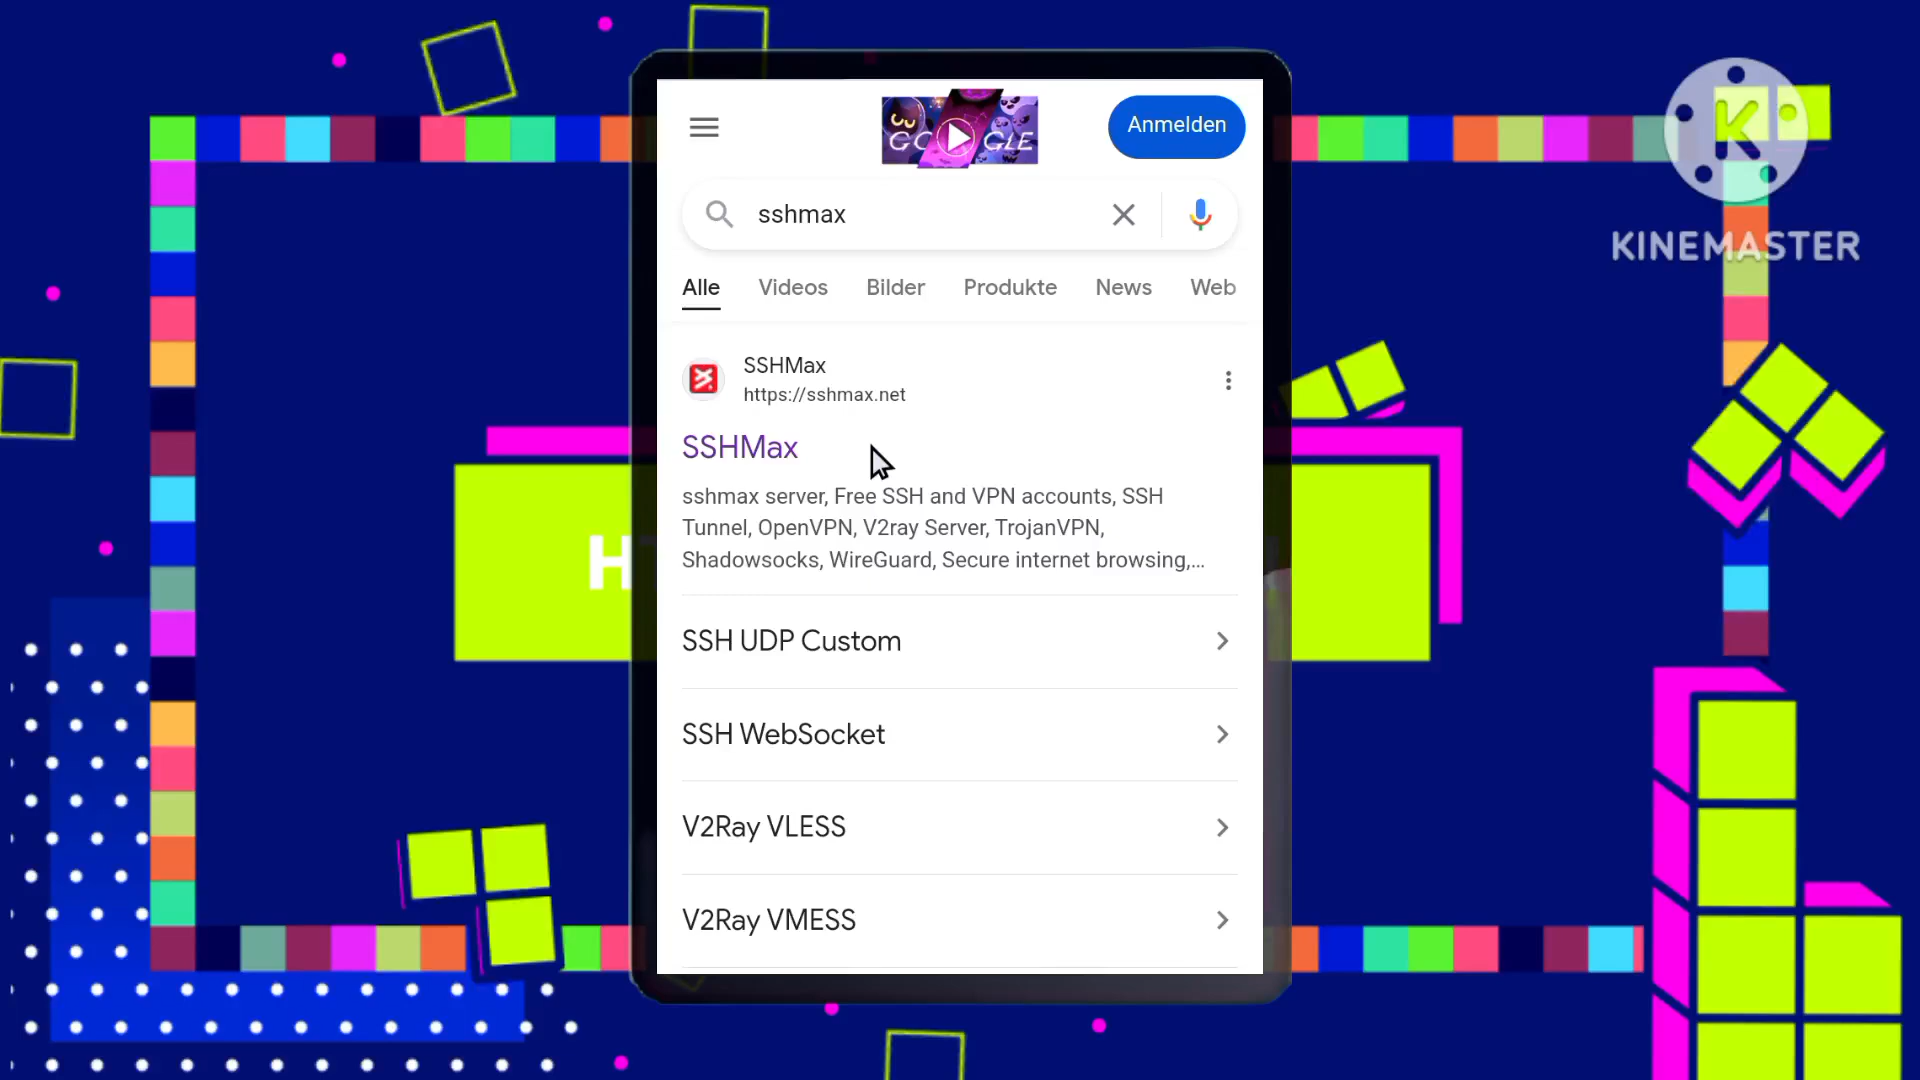 GOOGLE
Anmelden
sshmax
Alle Videos Bilder Produkte News Web
SSHMax
https://sshmax.net
SSHMax
sshmax server, Free SSH and VPN accounts, SSH
Tunnel, OpenVPN, V2ray Server, TrojanVPN,
Shadowsocks, WireGuard, Secure internet browsing,...
SSH UDP Custom
SSH WebSocket
V2Ray VLESS
V2Ray VMESS
K
KINEMASTER